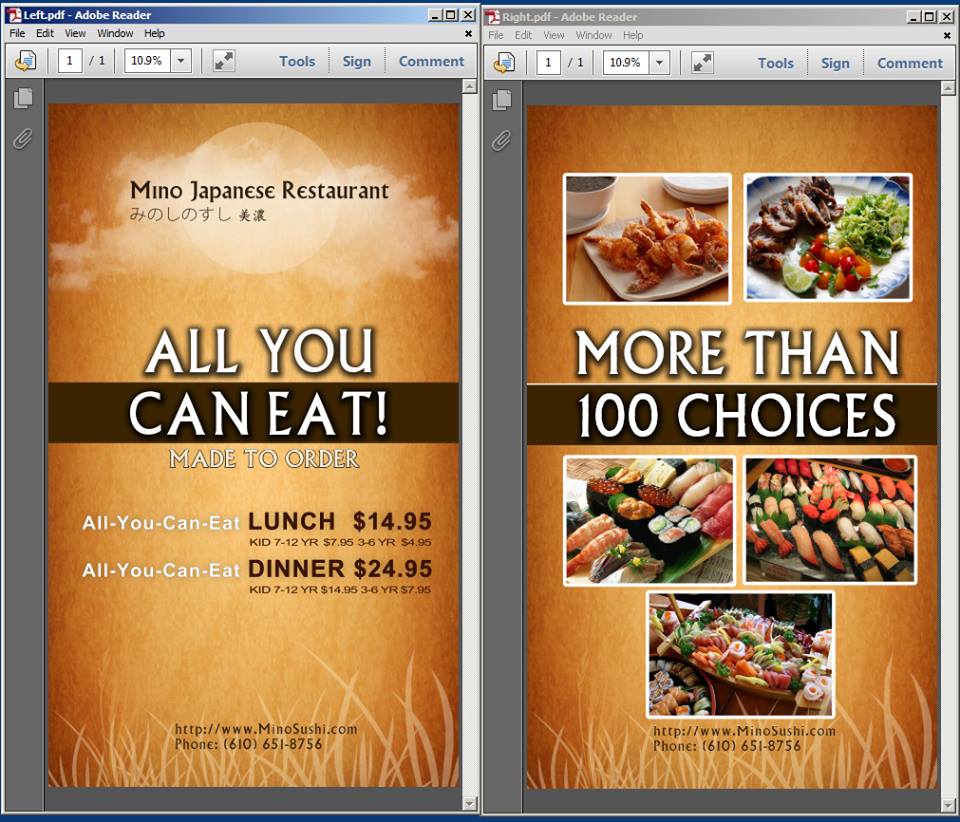 Left.pdf - Adobe Reader
File Edit View Window Help
1 / 1 10.9% Tools Sign Comment
Mino Japanese Restaurant
みのしのすし 美濃
ALL YOU
CAN EAT!
MADE TO ORDER
All-You-Can-Eat LUNCH $14.95
KID 7-12 YR $7.95 3-6 YR $4.95
All-You-Can-Eat DINNER $24.95
KID 7-12 YR $14.95 3-6 YR $7.95
http://www.MinoSushi.com
Phone: (610) 651-8756
Right.pdf - Adobe Reader
File Edit View Window Help
1 / 1 10.9% Tools Sign Comment
MORE THAN
100 CHOICES
http://www.MinoSushi.com
Phone: (610) 651-8756